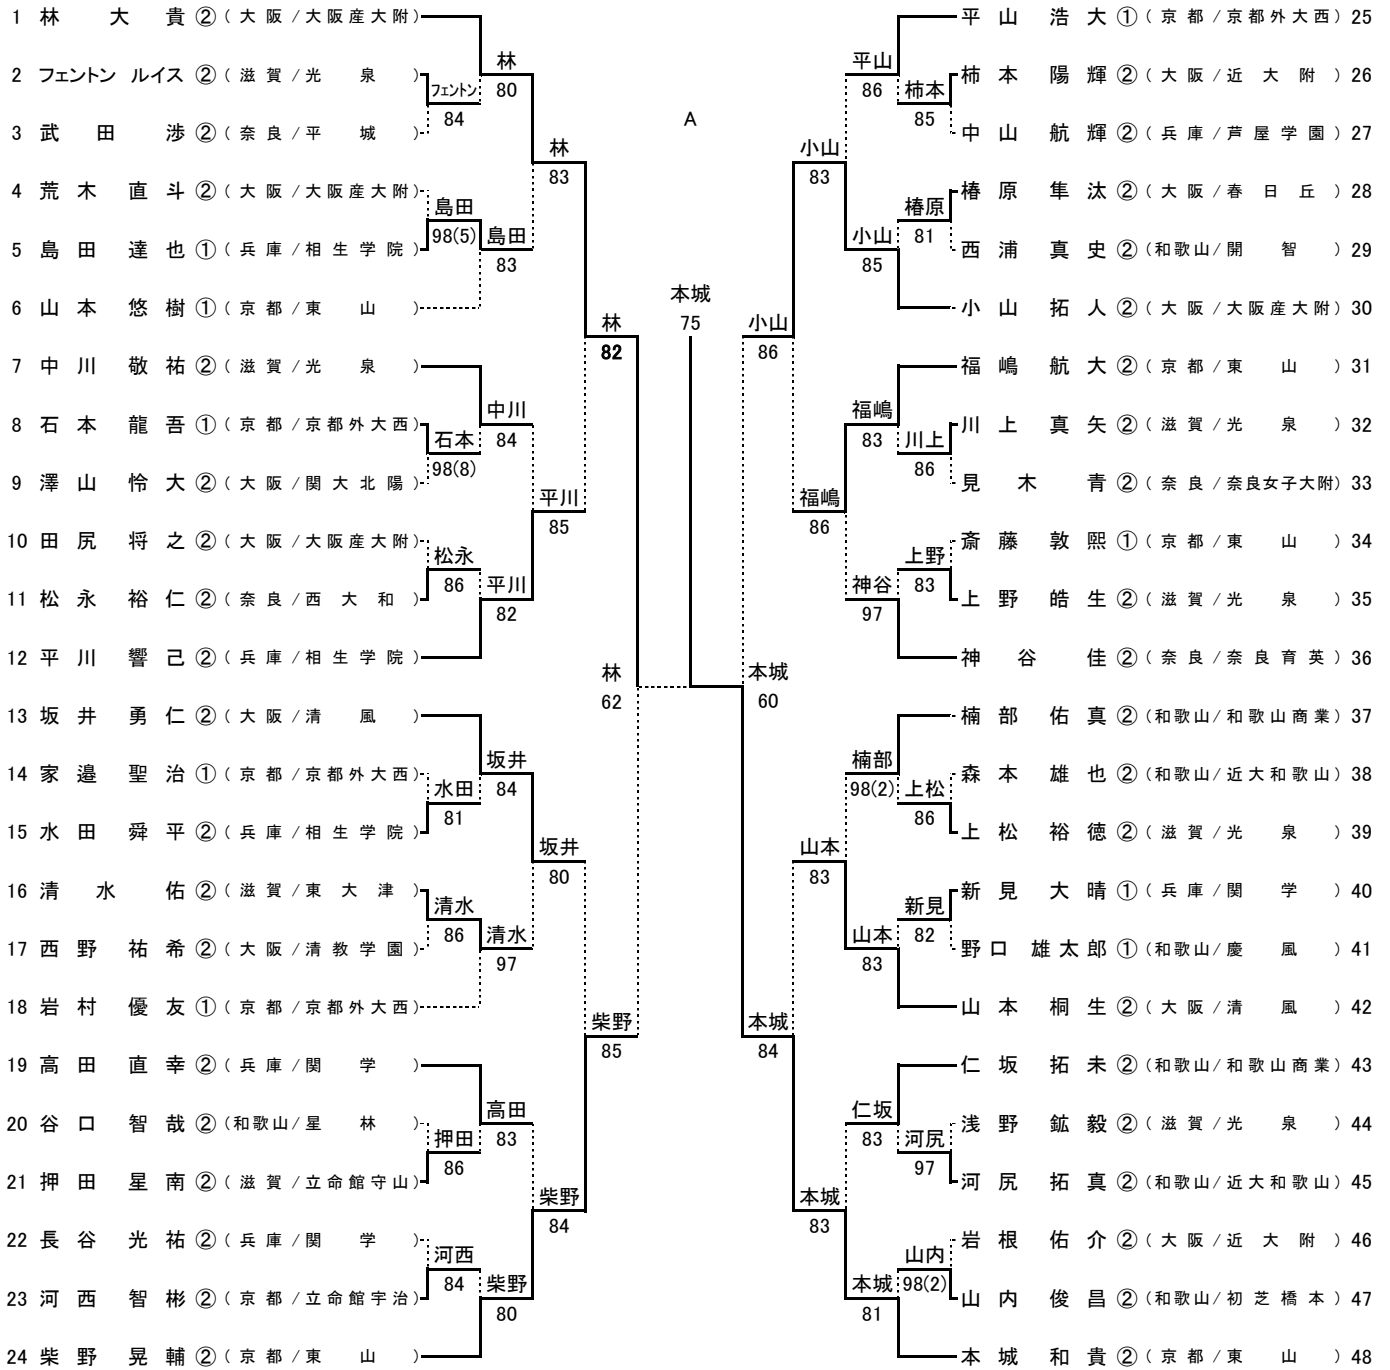 1 林 大 貴 ② ( 大 阪 / 大阪産大附)
2 フェントン ルイス ② ( 滋 賀 / 光 泉 )
3 武 田 渉 ② ( 奈 良 / 平 城 )
4 荒 木 直 斗 ② ( 大 阪 / 大阪産大附)
5 島 田 達 也 ① ( 兵 庫 / 相 生 学 院 )
6 山 本 悠 樹 ① ( 京 都 / 東 山 )
7 中 川 敬 祐 ② ( 滋 賀 / 光 泉 )
8 石 本 龍 吾 ① ( 京 都 / 京都外大西)
9 澤 山 怜 大 ② ( 大 阪 / 関 大 北 陽 )
10 田 尻 将 之 ② ( 大 阪 / 大阪産大附)
11 松 永 裕 仁 ② ( 奈 良 / 西 大 和 )
12 平 川 響 己 ② ( 兵 庫 / 相 生 学 院 )
13 坂 井 勇 仁 ② ( 大 阪 / 清 風 )
14 家 邉 聖 治 ① ( 京 都 / 京都外大西)
15 水 田 舜 平 ② ( 兵 庫 / 相 生 学 院 )
16 清 水 佑 ② ( 滋 賀 / 東 大 津 )
17 西 野 祐 希 ② ( 大 阪 / 清 教 学 園 )
18 岩 村 優 友 ① ( 京 都 / 京都外大西)
19 高 田 直 幸 ② ( 兵 庫 / 関 学 )
20 谷 口 智 哉 ② (和歌山/ 星 林 )
21 押 田 星 南 ② ( 滋 賀 / 立命館守山)
22 長 谷 光 祐 ② ( 兵 庫 / 関 学 )
23 河 西 智 彬 ② ( 京 都 / 立命館宇治)
24 柴 野 晃 輔 ② ( 京 都 / 東 山 )
フェントン
84
島田
98(5)
石本
98(8)
松永
86
水田
81
清水
86
押田
86
河西
84
林
80
島田
83
中川
84
平川
82
坂井
84
清水
97
高田
83
柴野
80
林
83
平川
85
坂井
80
柴野
84
林
82
柴野
85
林
62
A
本城
75
本城
60
小山
86
本城
84
小山
83
福嶋
86
山本
83
本城
83
平山
86
小山
85
福嶋
83
神谷
97
楠部
98(2)
山本
83
仁坂
83
本城
81
柿本
85
椿原
81
川上
86
上野
83
上松
86
新見
82
河尻
97
山内
98(2)
平 山 浩 大 ① ( 京 都 / 京都外大西) 25
柿 本 陽 輝 ② ( 大 阪 / 近 大 附 ) 26
中 山 航 輝 ② ( 兵 庫 / 芦 屋 学 園 ) 27
椿 原 隼 汰 ② ( 大 阪 / 春 日 丘 ) 28
西 浦 真 史 ② (和歌山/ 開 智 ) 29
小 山 拓 人 ② ( 大 阪 / 大阪産大附) 30
福 嶋 航 大 ② ( 京 都 / 東 山 ) 31
川 上 真 矢 ② ( 滋 賀 / 光 泉 ) 32
見 木 青 ② ( 奈 良 / 奈良女子大附) 33
斎 藤 敦 熙 ① ( 京 都 / 東 山 ) 34
上 野 皓 生 ② ( 滋 賀 / 光 泉 ) 35
神 谷 佳 ② ( 奈 良 / 奈 良 育 英 ) 36
楠 部 佑 真 ② (和歌山/ 和歌山商業) 37
森 本 雄 也 ② (和歌山/ 近大和歌山) 38
上 松 裕 徳 ② ( 滋 賀 / 光 泉 ) 39
新 見 大 晴 ① ( 兵 庫 / 関 学 ) 40
野 口 雄 太 郎 ① (和歌山/ 慶 風 ) 41
山 本 桐 生 ② ( 大 阪 / 清 風 ) 42
仁 坂 拓 未 ② (和歌山/ 和歌山商業) 43
浅 野 鉱 毅 ② ( 滋 賀 / 光 泉 ) 44
河 尻 拓 真 ② (和歌山/ 近大和歌山) 45
岩 根 佑 介 ② ( 大 阪 / 近 大 附 ) 46
山 内 俊 昌 ② (和歌山/ 初 芝 橋 本 ) 47
本 城 和 貴 ② ( 京 都 / 東 山 ) 48